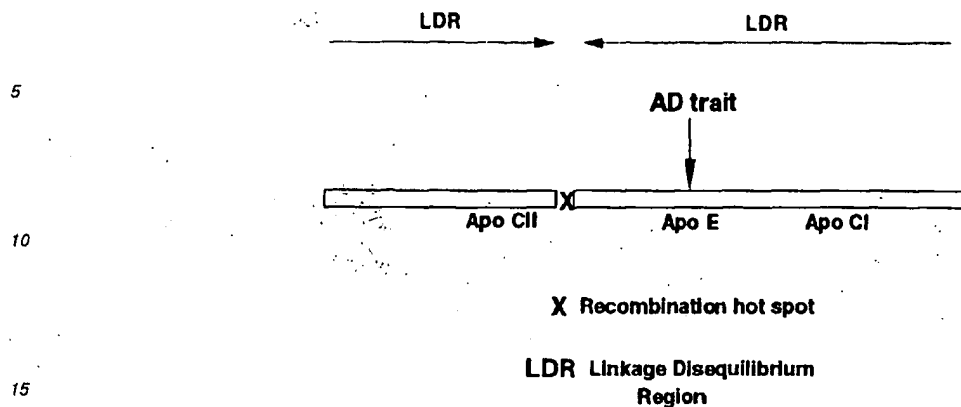 LDR LDR
5
AD trait
X
Apo CII Apo E Apo CI
10
X Recombination hot spot
LDR Linkage Disequilibrium
Region
15